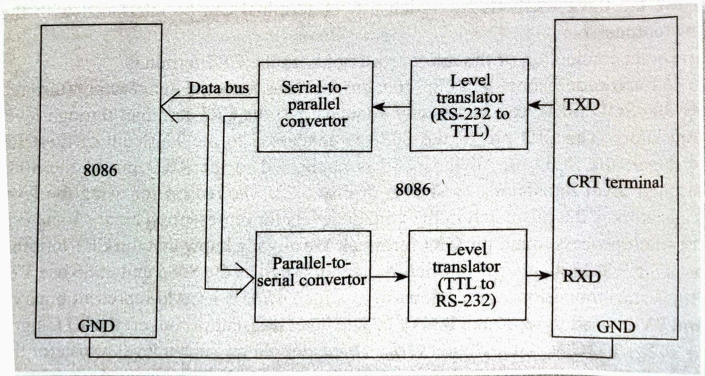 Data bus
Serial-to-
parallel
convertor
Level
translator
(RS-232 to
TTL)
TXD
8086
8086
CRT terminal
Parallel-to-
serial convertor
Level
translator
(TTL to
RS-232)
RXD
GND
GND